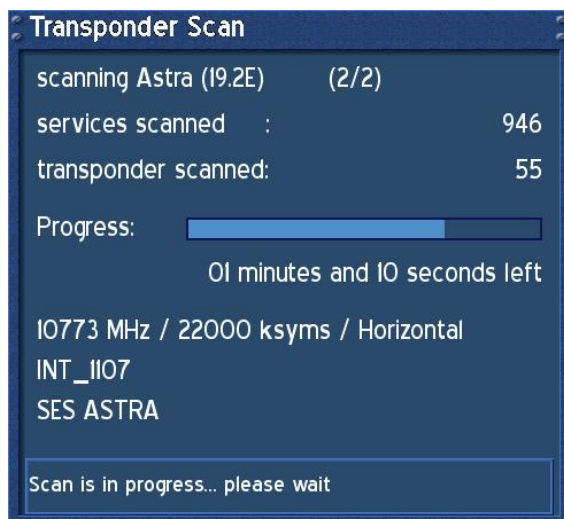 Transponder Scan
scanning Astra (19.2E) (2/2)
services scanned : 946
transponder scanned: 55
Progress:
01 minutes and 10 seconds left
10773 MHz / 22000 ksyms / Horizontal
INT_1107
SES ASTRA
Scan is in progress... please wait